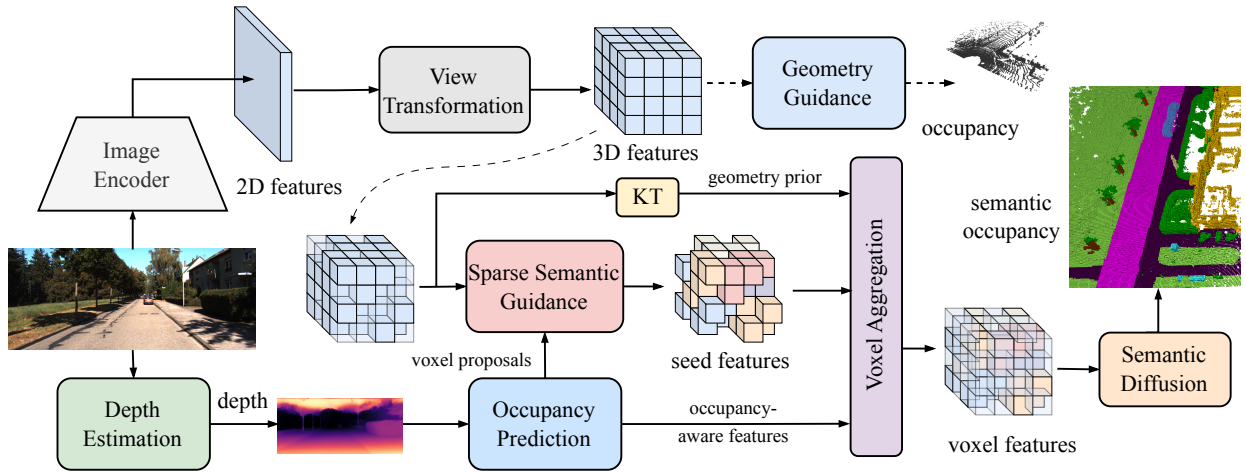 View
Transformation
Geometry
Guidance
Image
Encoder
2D features
3D features
occupancy
KT
geometry prior
semantic
occupancy
Sparse Semantic
Guidance
Voxel Aggregation
voxel proposals
seed features
Semantic
Diffusion
Depth
Estimation
depth
Occupancy
Prediction
occupancy-
aware features
voxel features